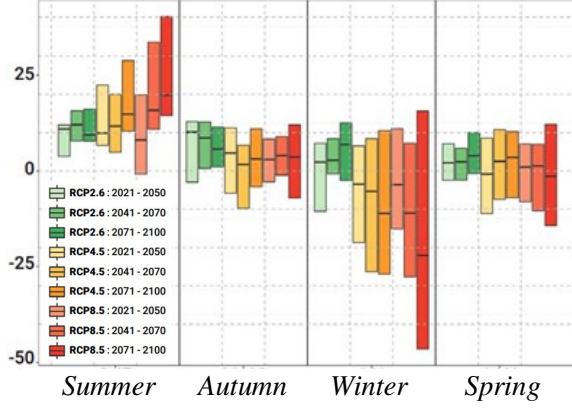 25
0
RCP2.6 : 2021 - 2050
RCP2.6 : 2041 - 2070
RCP2.6 : 2071 - 2100
RCP4.5 : 2021 - 2050
RCP4.5 : 2041 - 2070
RCP4.5 : 2071 - 2100
RCP8.5 : 2021 - 2050
RCP8.5 : 2041 - 2070
RCP8.5 : 2071 - 2100
-25
-50
Summer Autumn Winter Spring